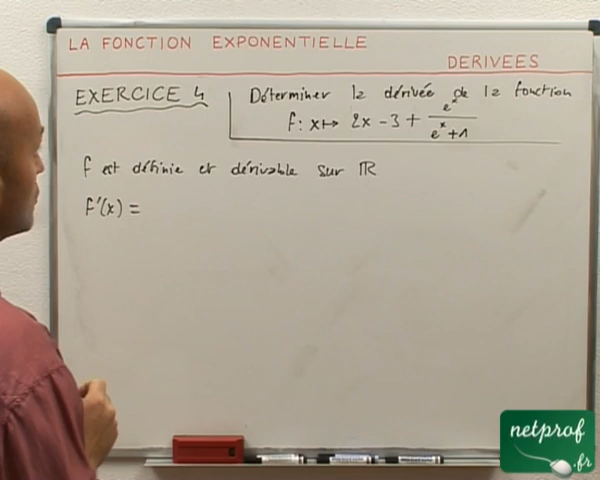 LA FONCTION EXPONENTIELLE
DERIVEES
EXERCICE 4
Déterminer la dérivée de la fonction
f: x ↦ 2x - 3 + e^x / (e^x + 1)
f est définie et dérivable sur ℝ
f'(x) =
netprof
.fr